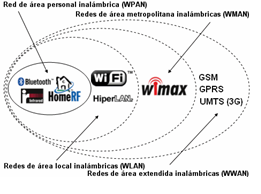 Red de área personal inalámbrica (WPAN)
Redes de área metropolitana inalámbricas (WMAN)
Bluetooth
HomeRF
WiFi
HiperLAN
wimax
GSM
GPRS
UMTS (3G)
Redes de área local inalámbricas (WLAN)
Redes de área extendida inalámbricas (WWAN)